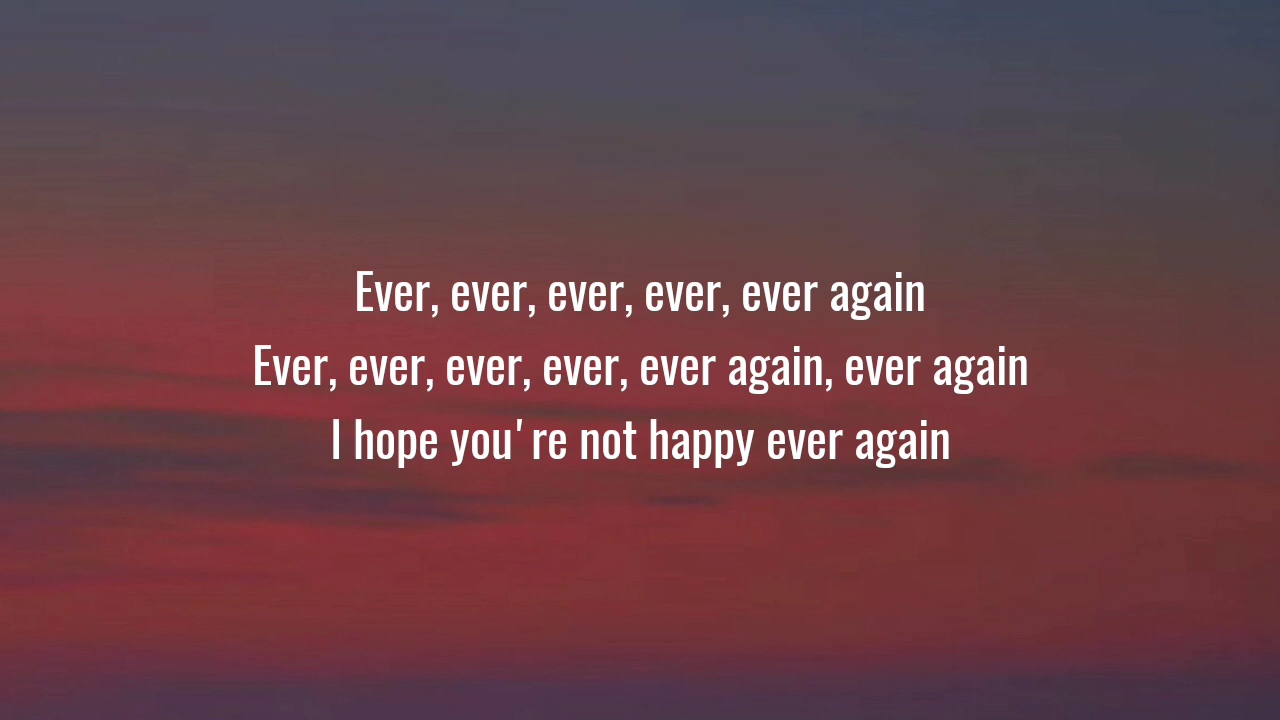 Ever, ever, ever, ever, ever again
Ever, ever, ever, ever, ever again, ever again
I hope you're not happy ever again